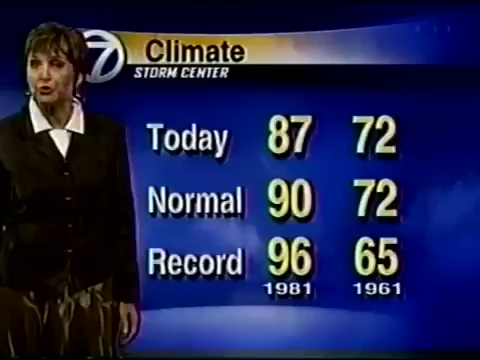 7 Climate
STORM CENTER
Today 87 72
Normal 90 72
Record 96 65
1981 1961